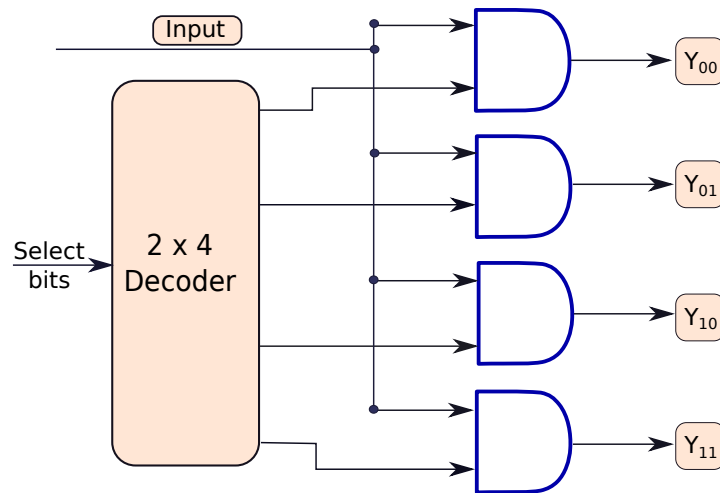 Input
Y₀₀
Y₀₁
Select
bits
2 x 4
Decoder
Y₁₀
Y₁₁